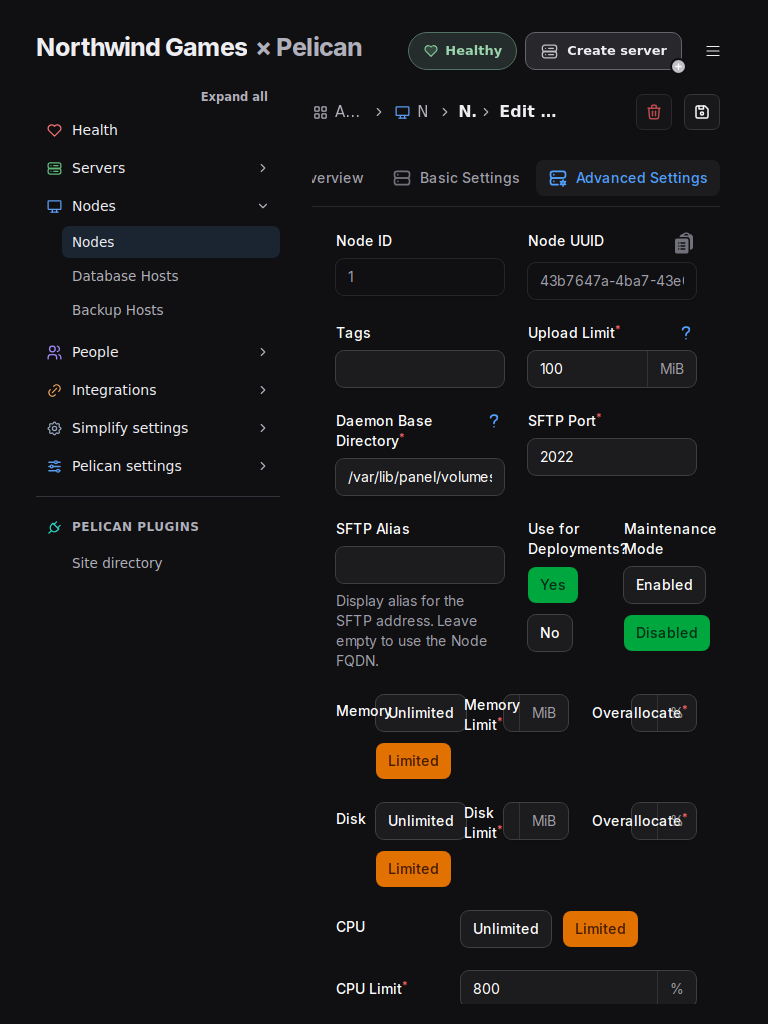 Northwind Games × Pelican
Healthy
Create server
Expand all
Health
Servers
Nodes
Nodes
Database Hosts
Backup Hosts
People
Integrations
Simplify settings
Pelican settings
PELICAN PLUGINS
Site directory
A… N N. Edit …
verview Basic Settings Advanced Settings
Node ID
1
Node UUID
43b7647a-4ba7-43e
Tags
Upload Limit*
?
100 MiB
Daemon Base
Directory*
?
/var/lib/panel/volumes
SFTP Port*
2022
SFTP Alias
Display alias for the
SFTP address. Leave
empty to use the Node
FQDN.
Use for
Deployments?
Yes
No
Maintenance
Mode
Enabled
Disabled
Memory
Unlimited
Limited
Memory
Limit*
MiB
Overallocate*
%
Disk
Unlimited
Limited
Disk
Limit*
MiB
Overallocate*
%
CPU
Unlimited
Limited
CPU Limit*
800 %